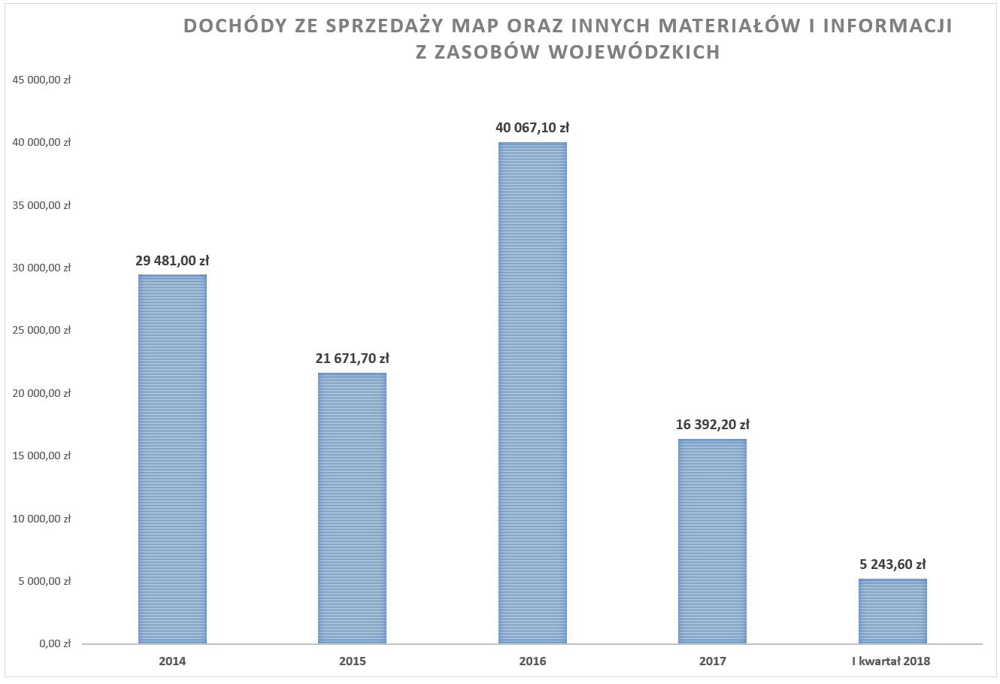 DOCHÓDY ZE SPRZEDAŻY MAP ORAZ INNYCH MATERIAŁÓW I INFORMACJI
Z ZASOBÓW WOJEWÓDZKICH
45 000,00 zł
40 000,00 zł
35 000,00 zł
30 000,00 zł
25 000,00 zł
20 000,00 zł
15 000,00 zł
10 000,00 zł
5 000,00 zł
0,00 zł
29 481,00 zł
21 671,70 zł
40 067,10 zł
16 392,20 zł
5 243,60 zł
2014
2015
2016
2017
I kwartał 2018